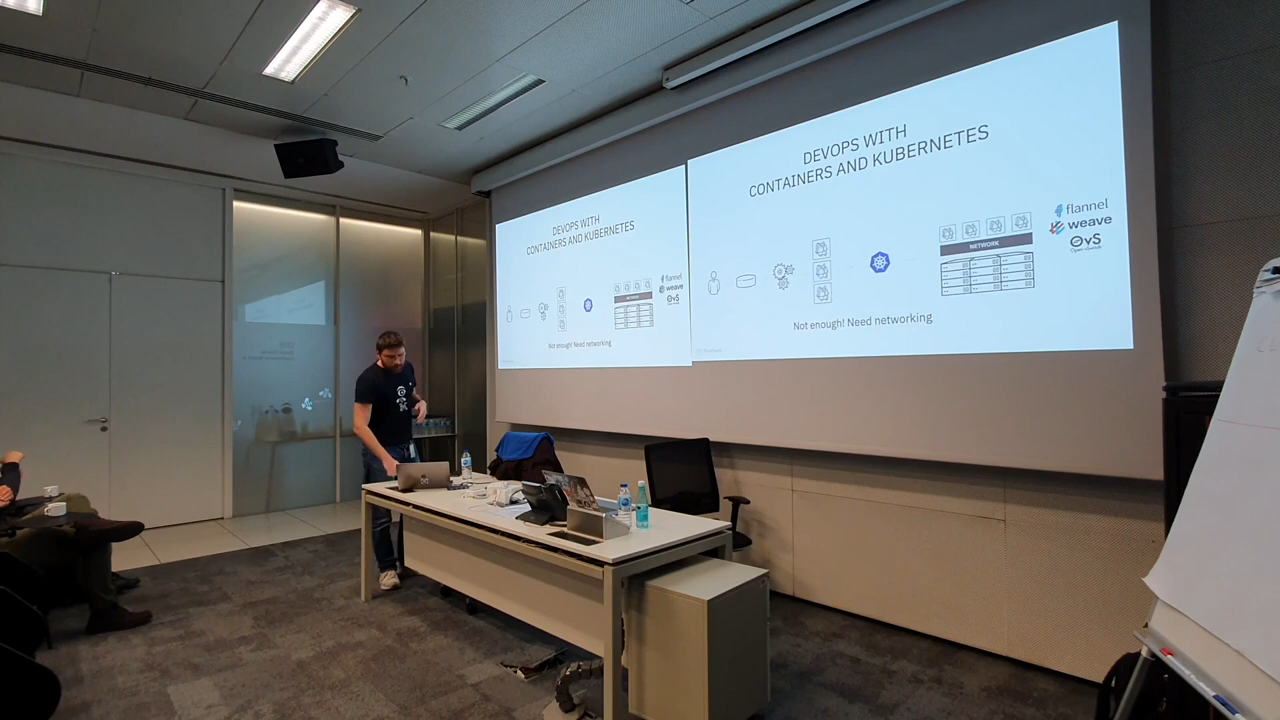 DEVOPS WITH
CONTAINERS AND KUBERNETES
flannel
weave
OvS
NETWORK
Not enough! Need networking
DEVOPS WITH
CONTAINERS AND KUBERNETES
flannel
weave
OvS
NETWORK
Not enough! Need networking